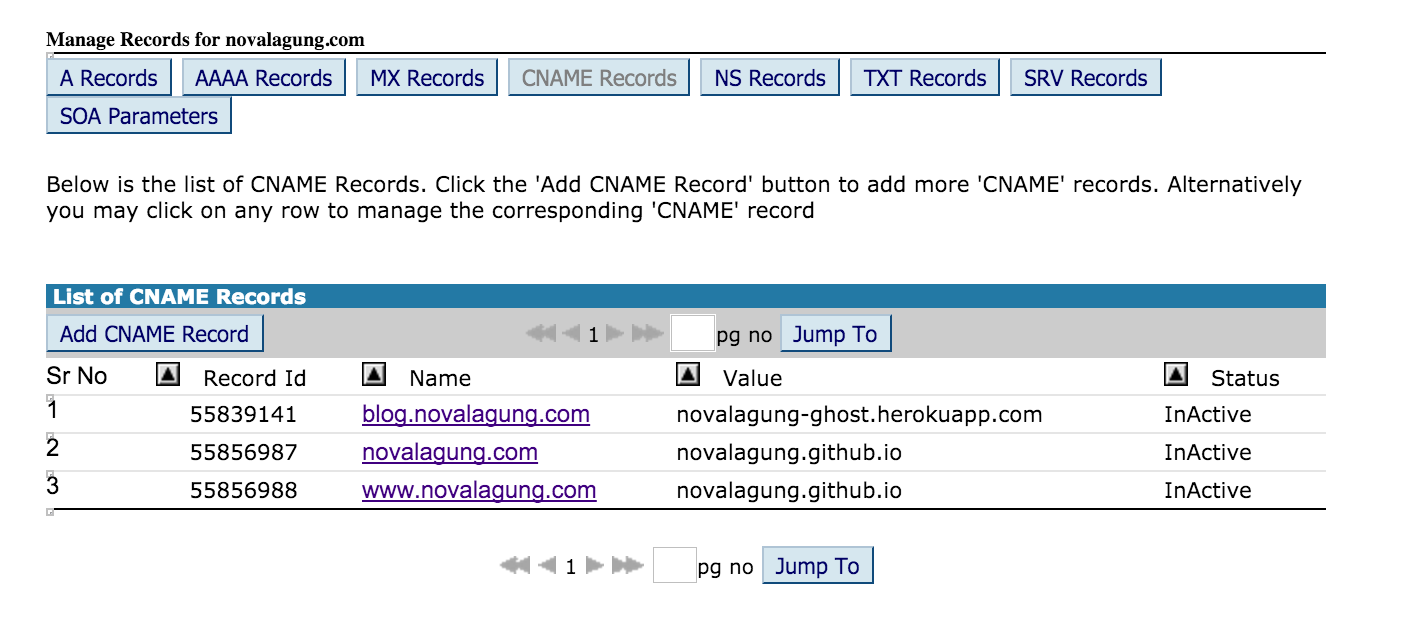 Manage Records for novalagung.com
A Records AAAA Records MX Records CNAME Records NS Records TXT Records SRV Records
SOA Parameters
Below is the list of CNAME Records. Click the 'Add CNAME Record' button to add more 'CNAME' records. Alternatively
you may click on any row to manage the corresponding 'CNAME' record
List of CNAME Records
Add CNAME Record 1 pg no Jump To
Sr No Record Id Name Value Status
1 55839141 blog.novalagung.com novalagung-ghost.herokuapp.com InActive
2 55856987 novalagung.com novalagung.github.io InActive
3 55856988 www.novalagung.com novalagung.github.io InActive
1 pg no Jump To